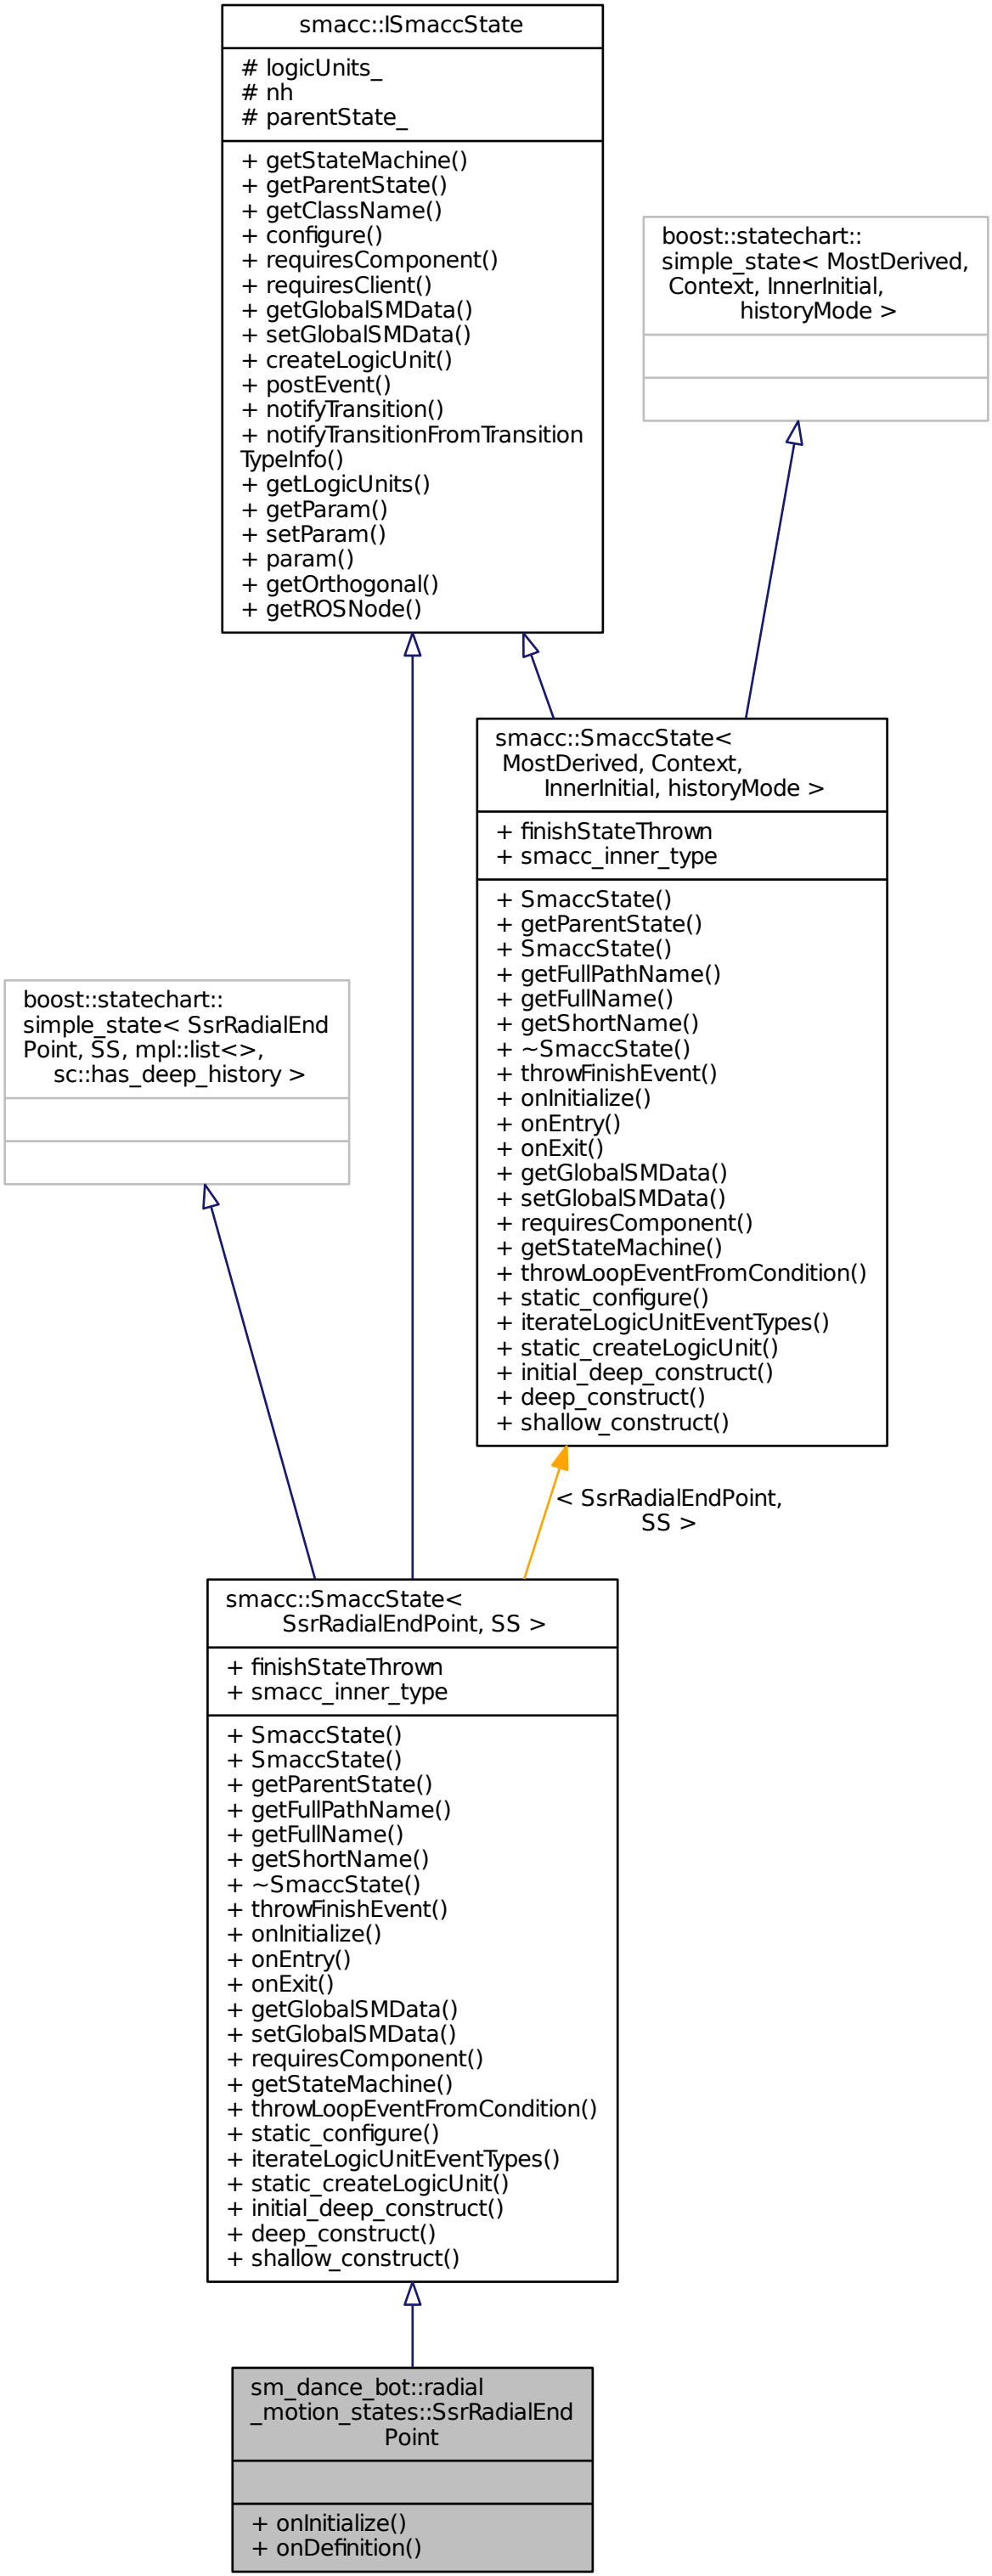 smacc::ISmaccState
# logicUnits_
# nh
# parentState_
+ getStateMachine()
+ getParentState()
+ getClassName()
+ configure()
+ requiresComponent()
+ requiresClient()
+ getGlobalSMData()
+ setGlobalSMData()
+ createLogicUnit()
+ postEvent()
+ notifyTransition()
+ notifyTransitionFromTransition
TypeInfo()
+ getLogicUnits()
+ getParam()
+ setParam()
+ param()
+ getOrthogonal()
+ getROSNode()
boost::statechart::
simple_state< MostDerived,
Context, InnerInitial,
historyMode >
smacc::SmaccState<
MostDerived, Context,
InnerInitial, historyMode >
+ finishStateThrown
+ smacc_inner_type
+ SmaccState()
+ getParentState()
+ SmaccState()
+ getFullPathName()
+ getFullName()
+ getShortName()
+ ~SmaccState()
+ throwFinishEvent()
+ onInitialize()
+ onEntry()
+ onExit()
+ getGlobalSMData()
+ setGlobalSMData()
+ requiresComponent()
+ getStateMachine()
+ throwLoopEventFromCondition()
+ static_configure()
+ iterateLogicUnitEventTypes()
+ static_createLogicUnit()
+ initial_deep_construct()
+ deep_construct()
+ shallow_construct()
boost::statechart::
simple_state< SsrRadialEnd
Point, SS, mpl::list<>,
sc::has_deep_history >
< SsrRadialEndPoint,
SS >
smacc::SmaccState<
SsrRadialEndPoint, SS >
+ finishStateThrown
+ smacc_inner_type
+ SmaccState()
+ SmaccState()
+ getParentState()
+ getFullPathName()
+ getFullName()
+ getShortName()
+ ~SmaccState()
+ throwFinishEvent()
+ onInitialize()
+ onEntry()
+ onExit()
+ getGlobalSMData()
+ setGlobalSMData()
+ requiresComponent()
+ getStateMachine()
+ throwLoopEventFromCondition()
+ static_configure()
+ iterateLogicUnitEventTypes()
+ static_createLogicUnit()
+ initial_deep_construct()
+ deep_construct()
+ shallow_construct()
sm_dance_bot::radial
_motion_states::SsrRadialEnd
Point
+ onInitialize()
+ onDefinition()